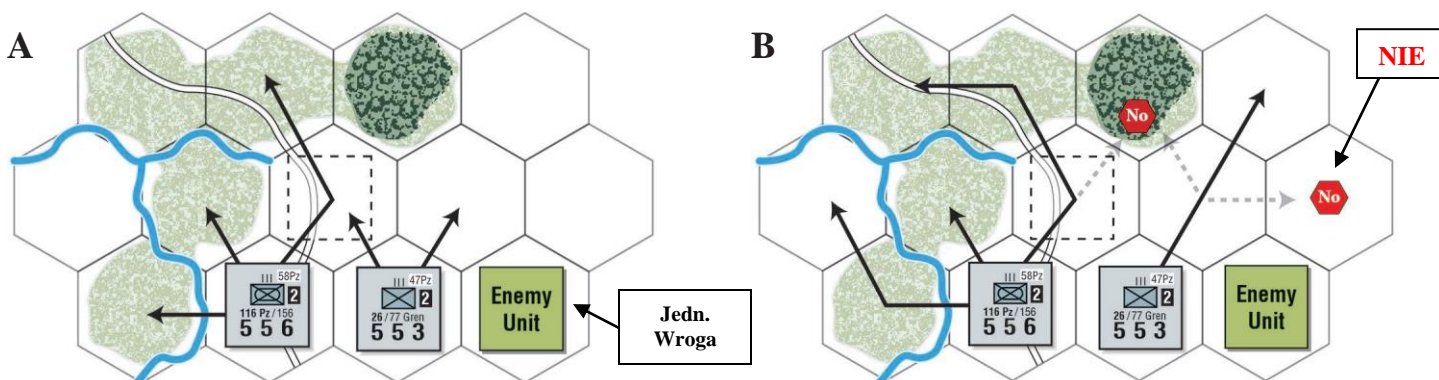 A
58Pz
III
2
116 Pz/156
5 5 6
47Pz
III
2
26/77 Gren
5 5 3
Enemy
Unit
Jedn.
Wroga
B
NIE
No
No
58Pz
III
2
116 Pz/156
5 5 6
47Pz
III
2
26/77 Gren
5 5 3
Enemy
Unit